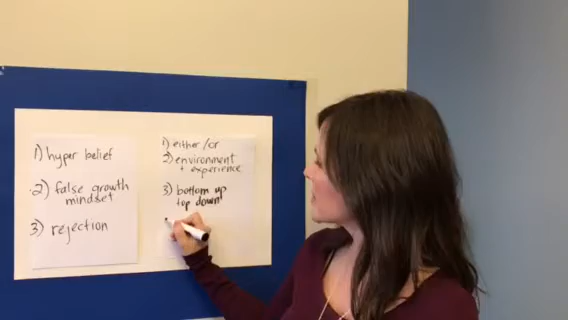 1) hyper belief
2) false growth
mindset
3) rejection
1) either/or
2) environment
+ experience
3) bottom up
top down